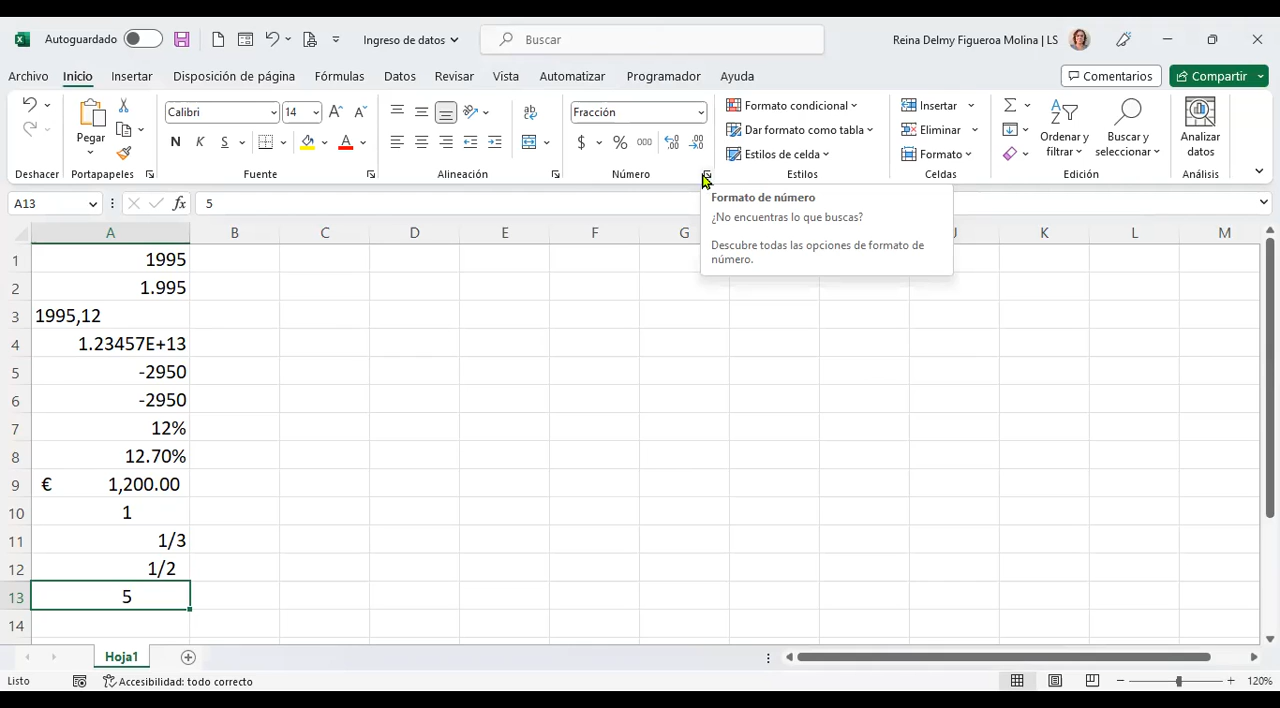 Autoguardado
Ingreso de datos
Buscar
Reina Delmy Figueroa Molina | LS
Archivo Inicio Insertar Disposición de página Fórmulas Datos Revisar Vista Automatizar Programador Ayuda
Comentarios Compartir
Pegar
Calibri 14
N K S
Fracción
$ % 000
Formato condicional
Dar formato como tabla
Estilos de celda
Insertar
Eliminar
Formato
Ordenar y
filtrar
Buscar y
seleccionar
Analizar
datos
Deshacer Portapapeles Fuente Alineación Número Estilos Celdas Edición Análisis
A13 fx 5
Formato de número
¿No encuentras lo que buscas?
Descubre todas las opciones de formato de
número.
A B C D E F G J K L M
1 1995
2 1.995
3 1995,12
4 1.23457E+13
5 -2950
6 -2950
7 12%
8 12.70%
9 € 1,200.00
10 1
11 1/3
12 1/2
13 5
14
Hoja1
Listo Accesibilidad: todo correcto 120%